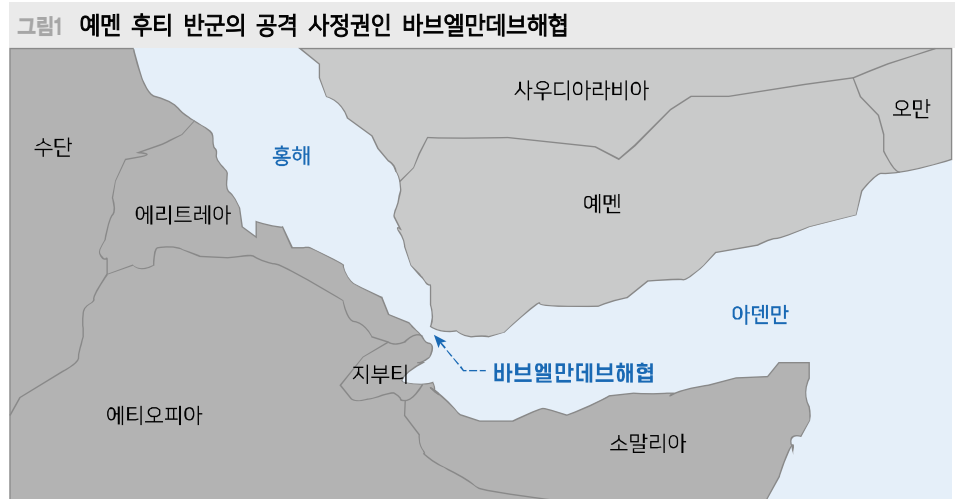 그림1 예멘 후티 반군의 공격 사정권인 바브엘만데브해협
사우디아라비아
오만
수단
홍해
에리트레아
예멘
아덴만
지부티
바브엘만데브해협
에티오피아
소말리아